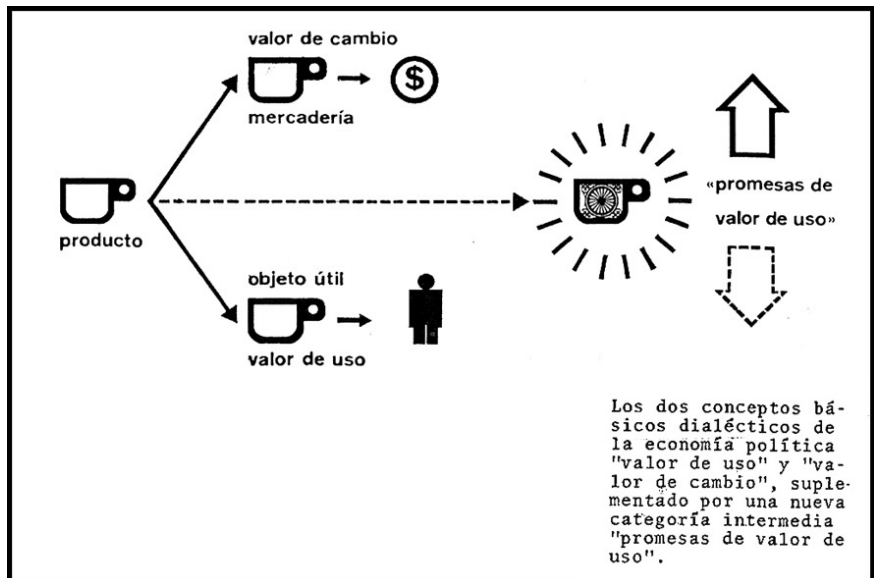 valor de cambio
$
mercadería
producto
«promesas de
valor de uso»
objeto útil
valor de uso
Los dos conceptos bá-
sicos dialécticos de
la economía política
"valor de uso" y "va-
lor de cambio", suple-
mentado por una nueva
categoría intermedia
"promesas de valor de
uso".